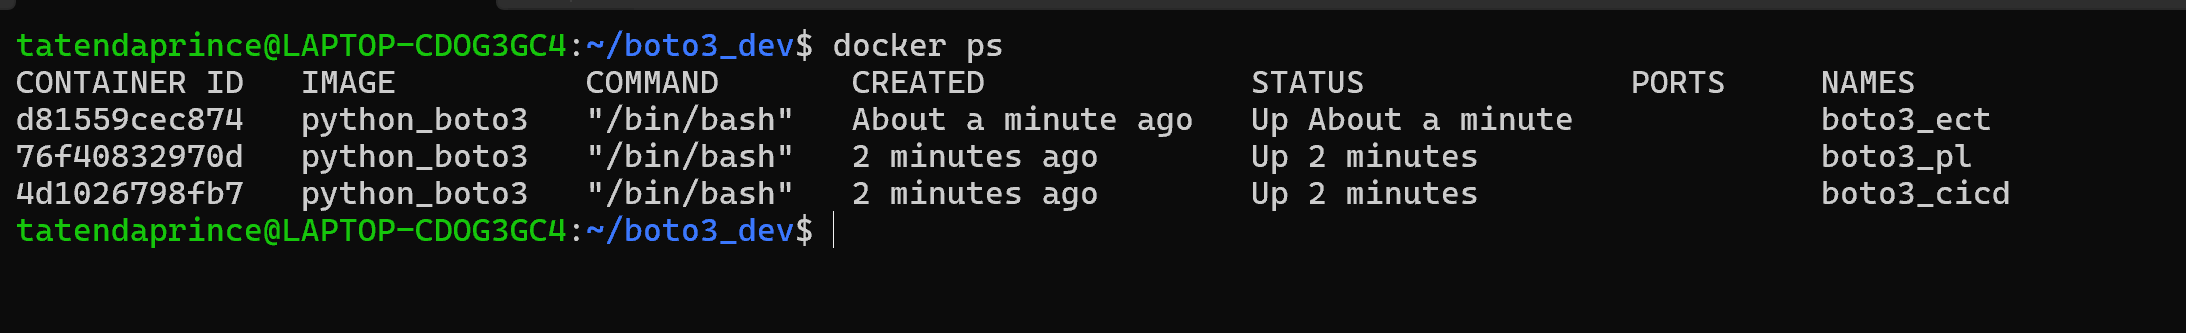 tatendaprince@LAPTOP-CDOG3GC4:~/boto3_dev$ docker ps
CONTAINER ID   IMAGE          COMMAND       CREATED              STATUS              PORTS     NAMES
d81559cec874   python_boto3   "/bin/bash"   About a minute ago   Up About a minute             boto3_ect
76f40832970d   python_boto3   "/bin/bash"   2 minutes ago        Up 2 minutes                  boto3_pl
4d1026798fb7   python_boto3   "/bin/bash"   2 minutes ago        Up 2 minutes                  boto3_cicd
tatendaprince@LAPTOP-CDOG3GC4:~/boto3_dev$